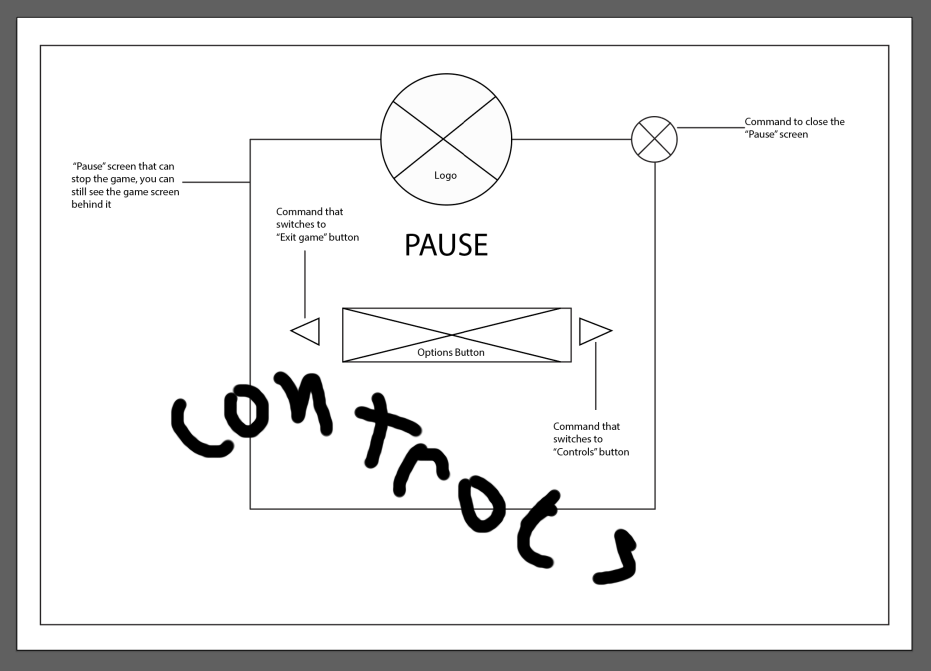 Logo
Command to close the
“Pause” screen
“Pause” screen that can
stop the game, you can
still see the game screen
behind it
Command that
switches to
“Exit game” button
PAUSE
Options Button
Command that
switches to
“Controls” button
controls